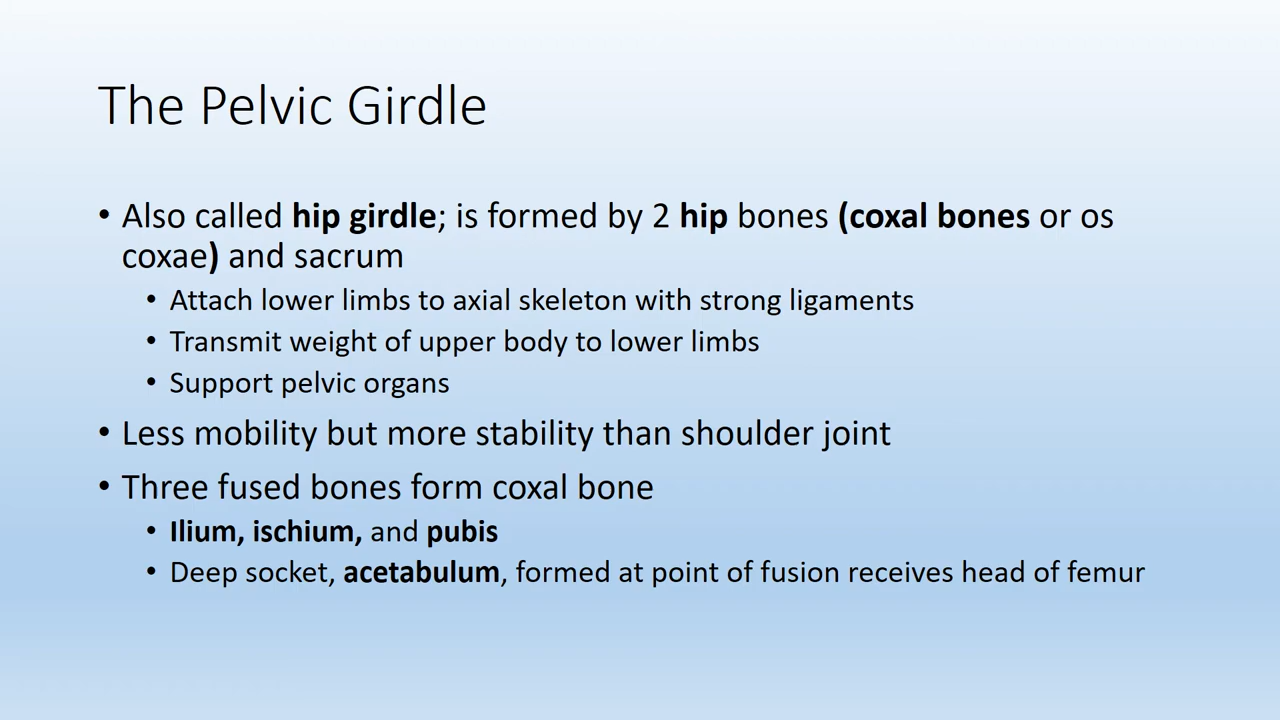 The Pelvic Girdle
• Also called hip girdle; is formed by 2 hip bones (coxal bones or os
coxae) and sacrum
• Attach lower limbs to axial skeleton with strong ligaments
• Transmit weight of upper body to lower limbs
• Support pelvic organs
• Less mobility but more stability than shoulder joint
• Three fused bones form coxal bone
• Ilium, ischium, and pubis
• Deep socket, acetabulum, formed at point of fusion receives head of femur